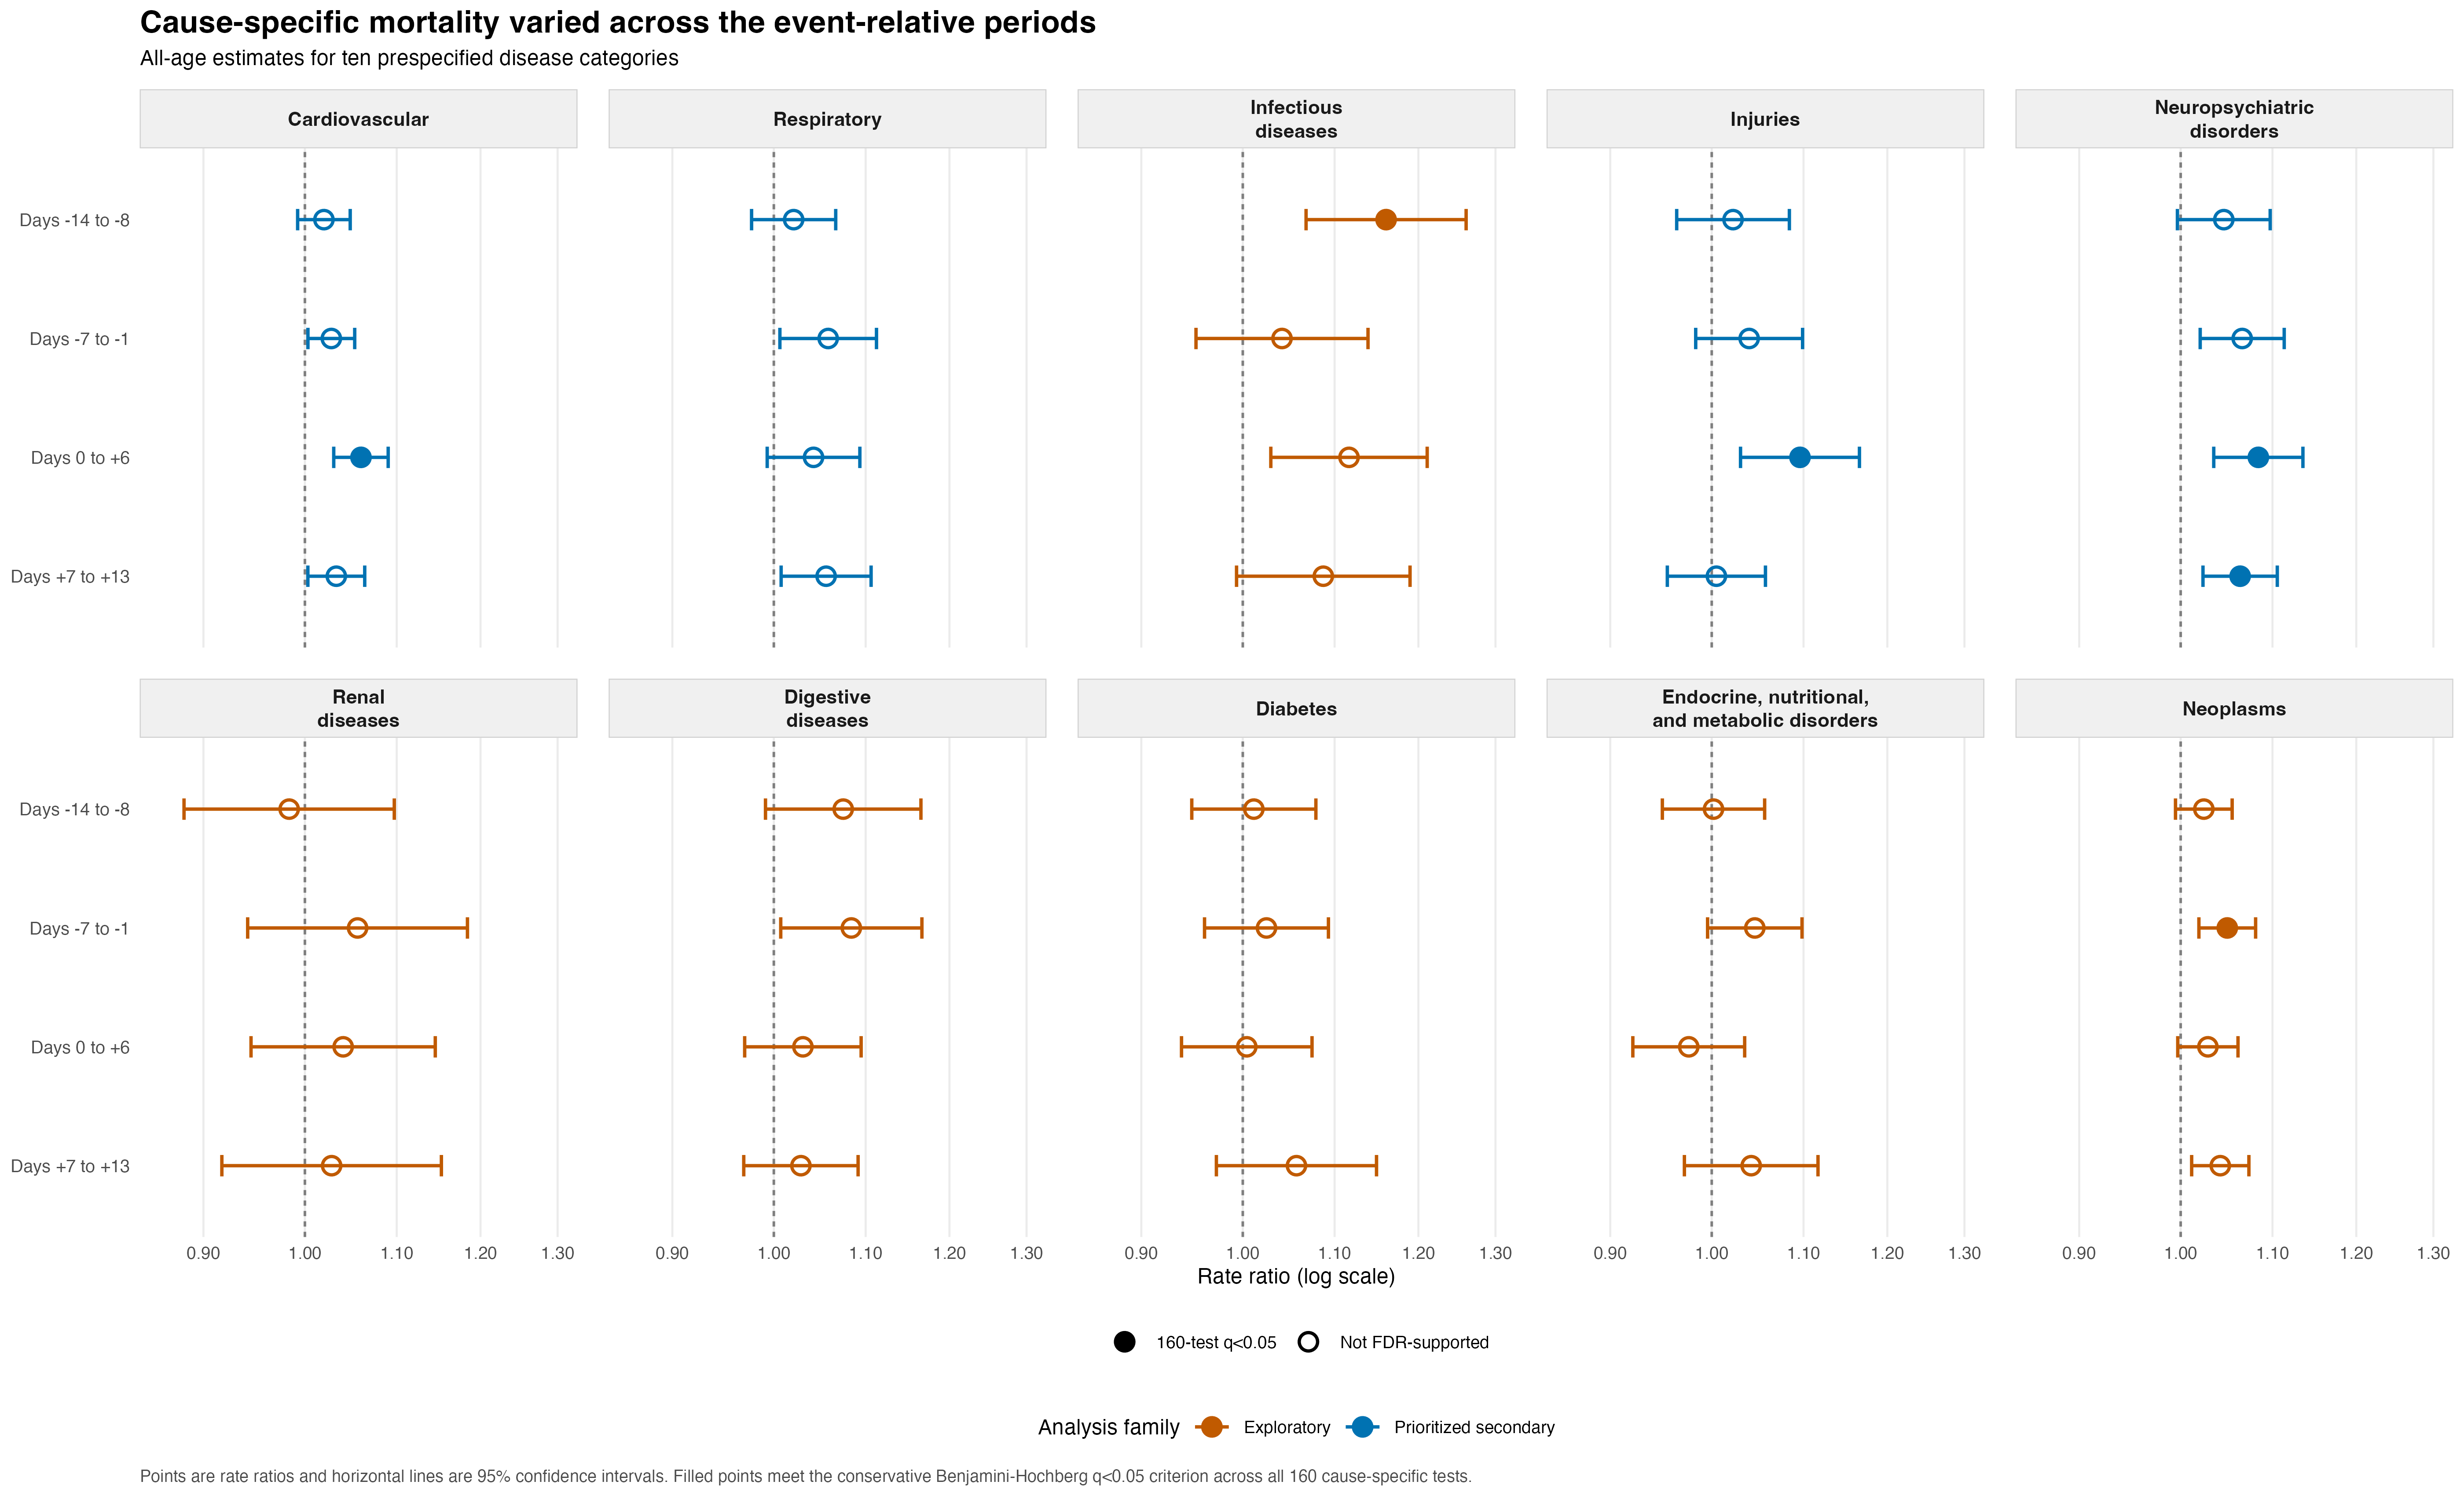 Cause-specific mortality varied across the event-relative periods
All-age estimates for ten prespecified disease categories
Cardiovascular
Respiratory
Infectious
diseases
Injuries
Neuropsychiatric
disorders
Days -14 to -8
Days -7 to -1
Days 0 to +6
Days +7 to +13
Renal
diseases
Digestive
diseases
Diabetes
Endocrine, nutritional,
and metabolic disorders
Neoplasms
Days -14 to -8
Days -7 to -1
Days 0 to +6
Days +7 to +13
0.90 1.00 1.10 1.20 1.30
0.90 1.00 1.10 1.20 1.30
0.90 1.00 1.10 1.20 1.30
0.90 1.00 1.10 1.20 1.30
0.90 1.00 1.10 1.20 1.30
Rate ratio (log scale)
160-test q<0.05 Not FDR-supported
Analysis family Exploratory Prioritized secondary
Points are rate ratios and horizontal lines are 95% confidence intervals. Filled points meet the conservative Benjamini-Hochberg q<0.05 criterion across all 160 cause-specific tests.